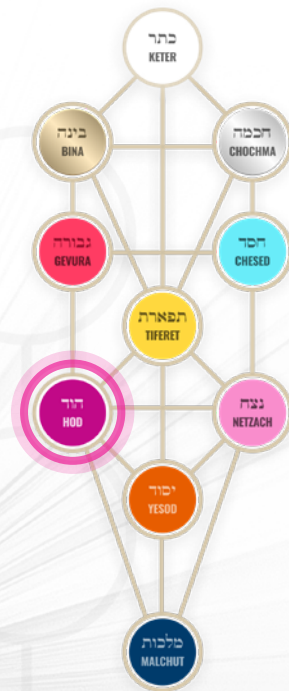 כתר
KETER
בינה
BINA
חכמה
CHOCHMA
גבורה
GEVURA
חסד
CHESED
תפארת
TIFERET
הוד
HOD
נצח
NETZACH
יסוד
YESOD
מלכות
MALCHUT